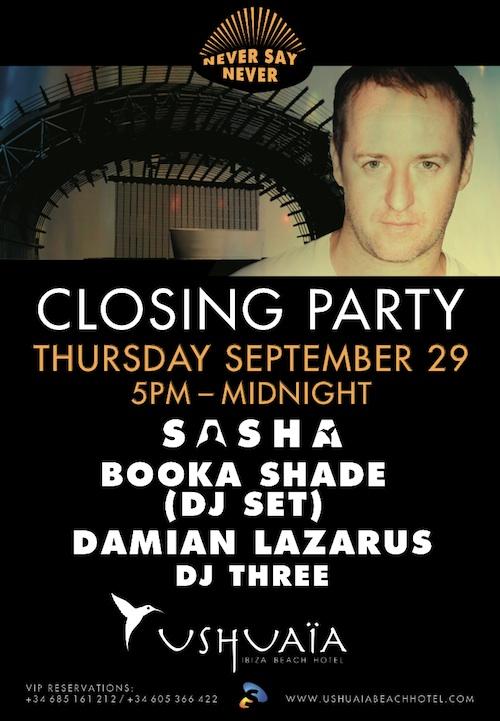 NEVER SAY
NEVER
CLOSING PARTY
THURSDAY SEPTEMBER 29
5PM – MIDNIGHT
SASHA
BOOKA SHADE
(DJ SET)
DAMIAN LAZARUS
DJ THREE
USHUAÏA
IBIZA BEACH HOTEL
VIP RESERVATIONS:
+34 685 161 212 / +34 605 366 422
WWW.USHUAIABEACHHOTEL.COM